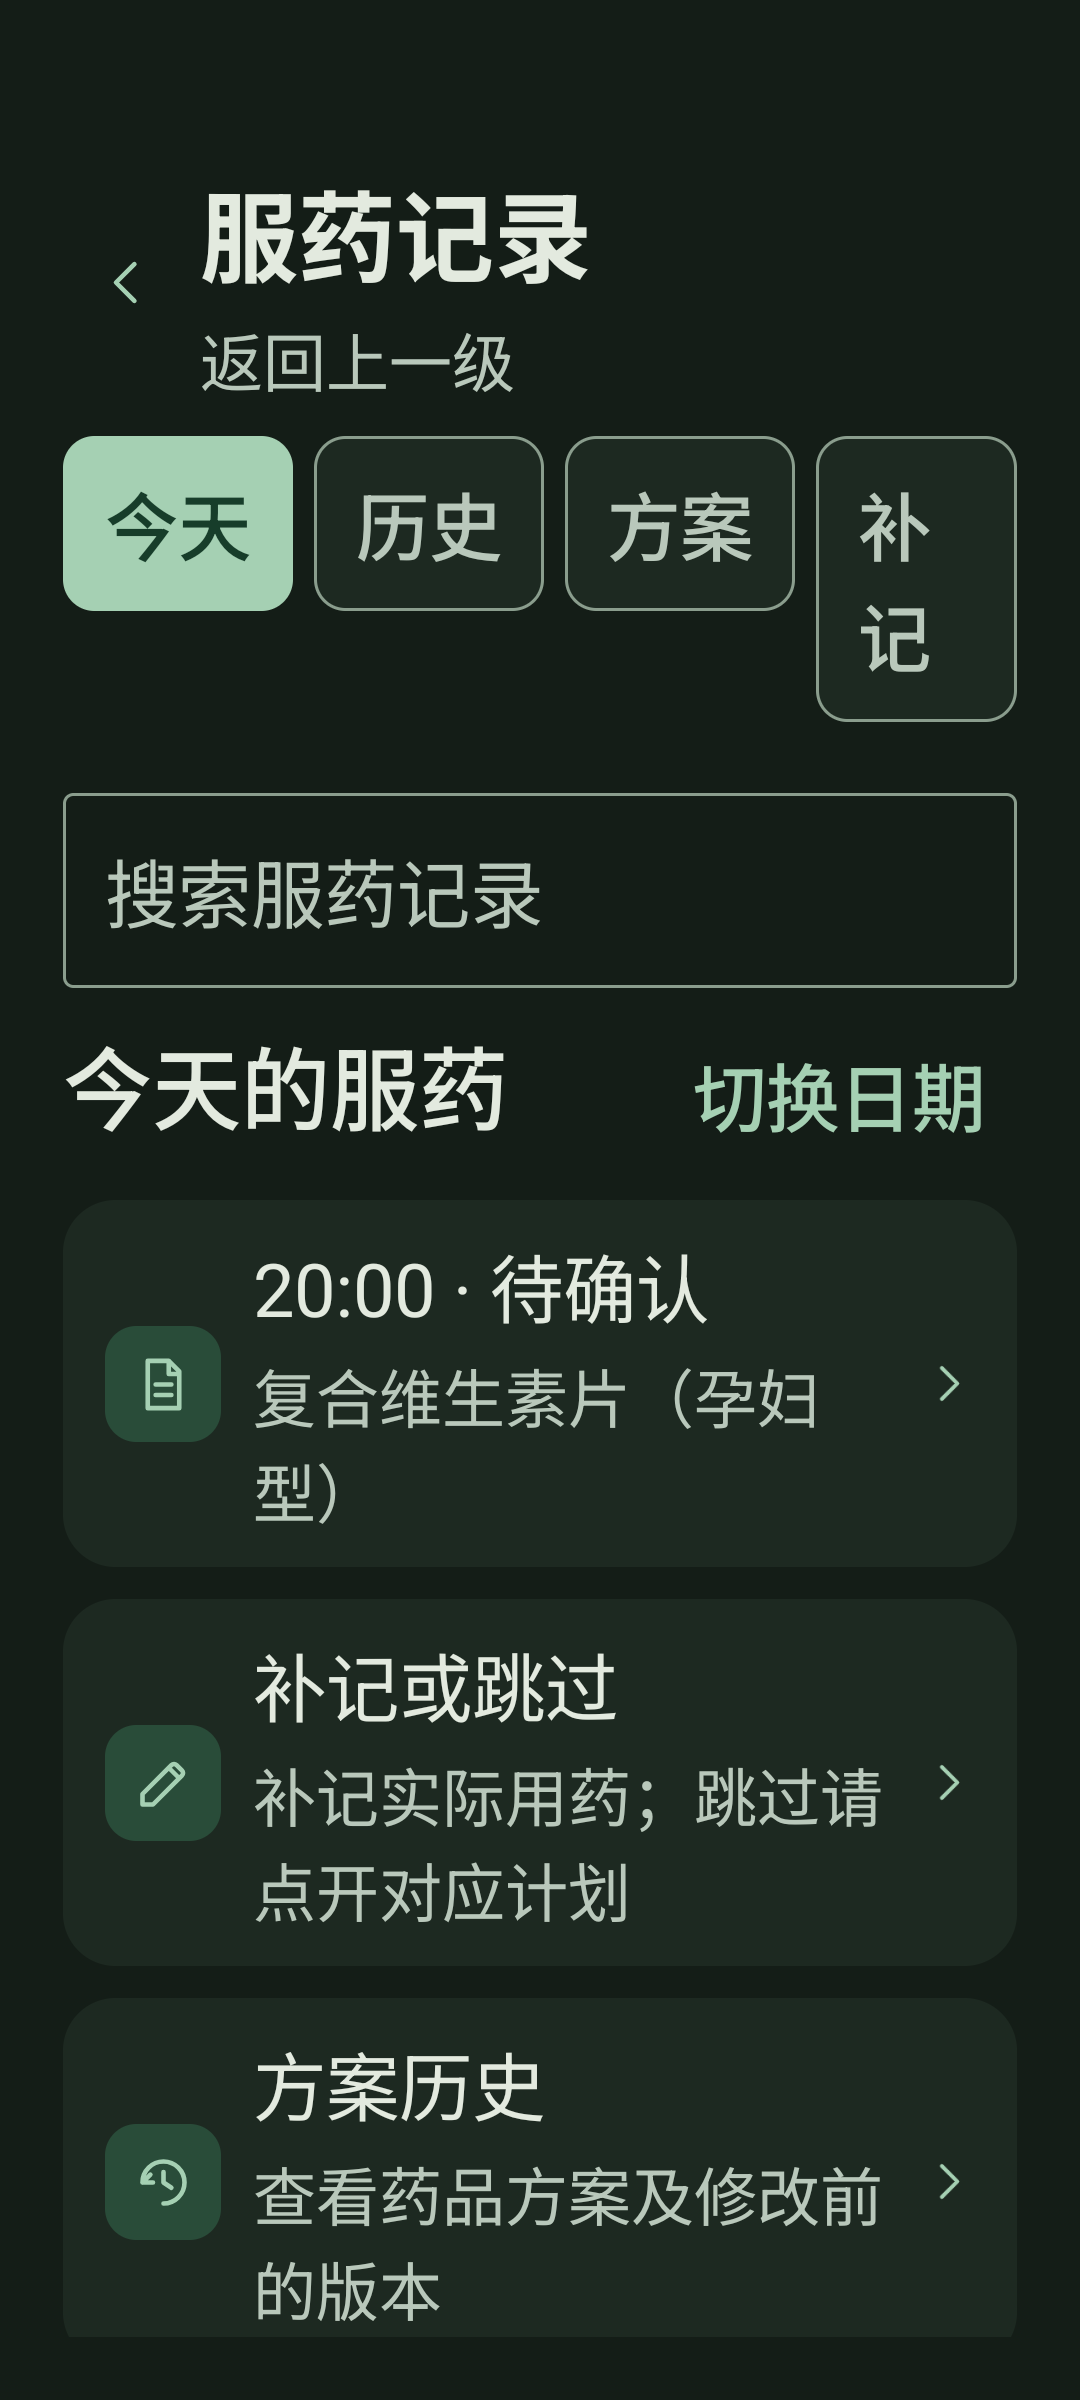 服药记录
返回上一级
今天
历史
方案
补
记
搜索服药记录
今天的服药
切换日期
20:00 · 待确认
复合维生素片（孕妇
型）
补记或跳过
补记实际用药；跳过请
点开对应计划
方案历史
查看药品方案及修改前
的版本